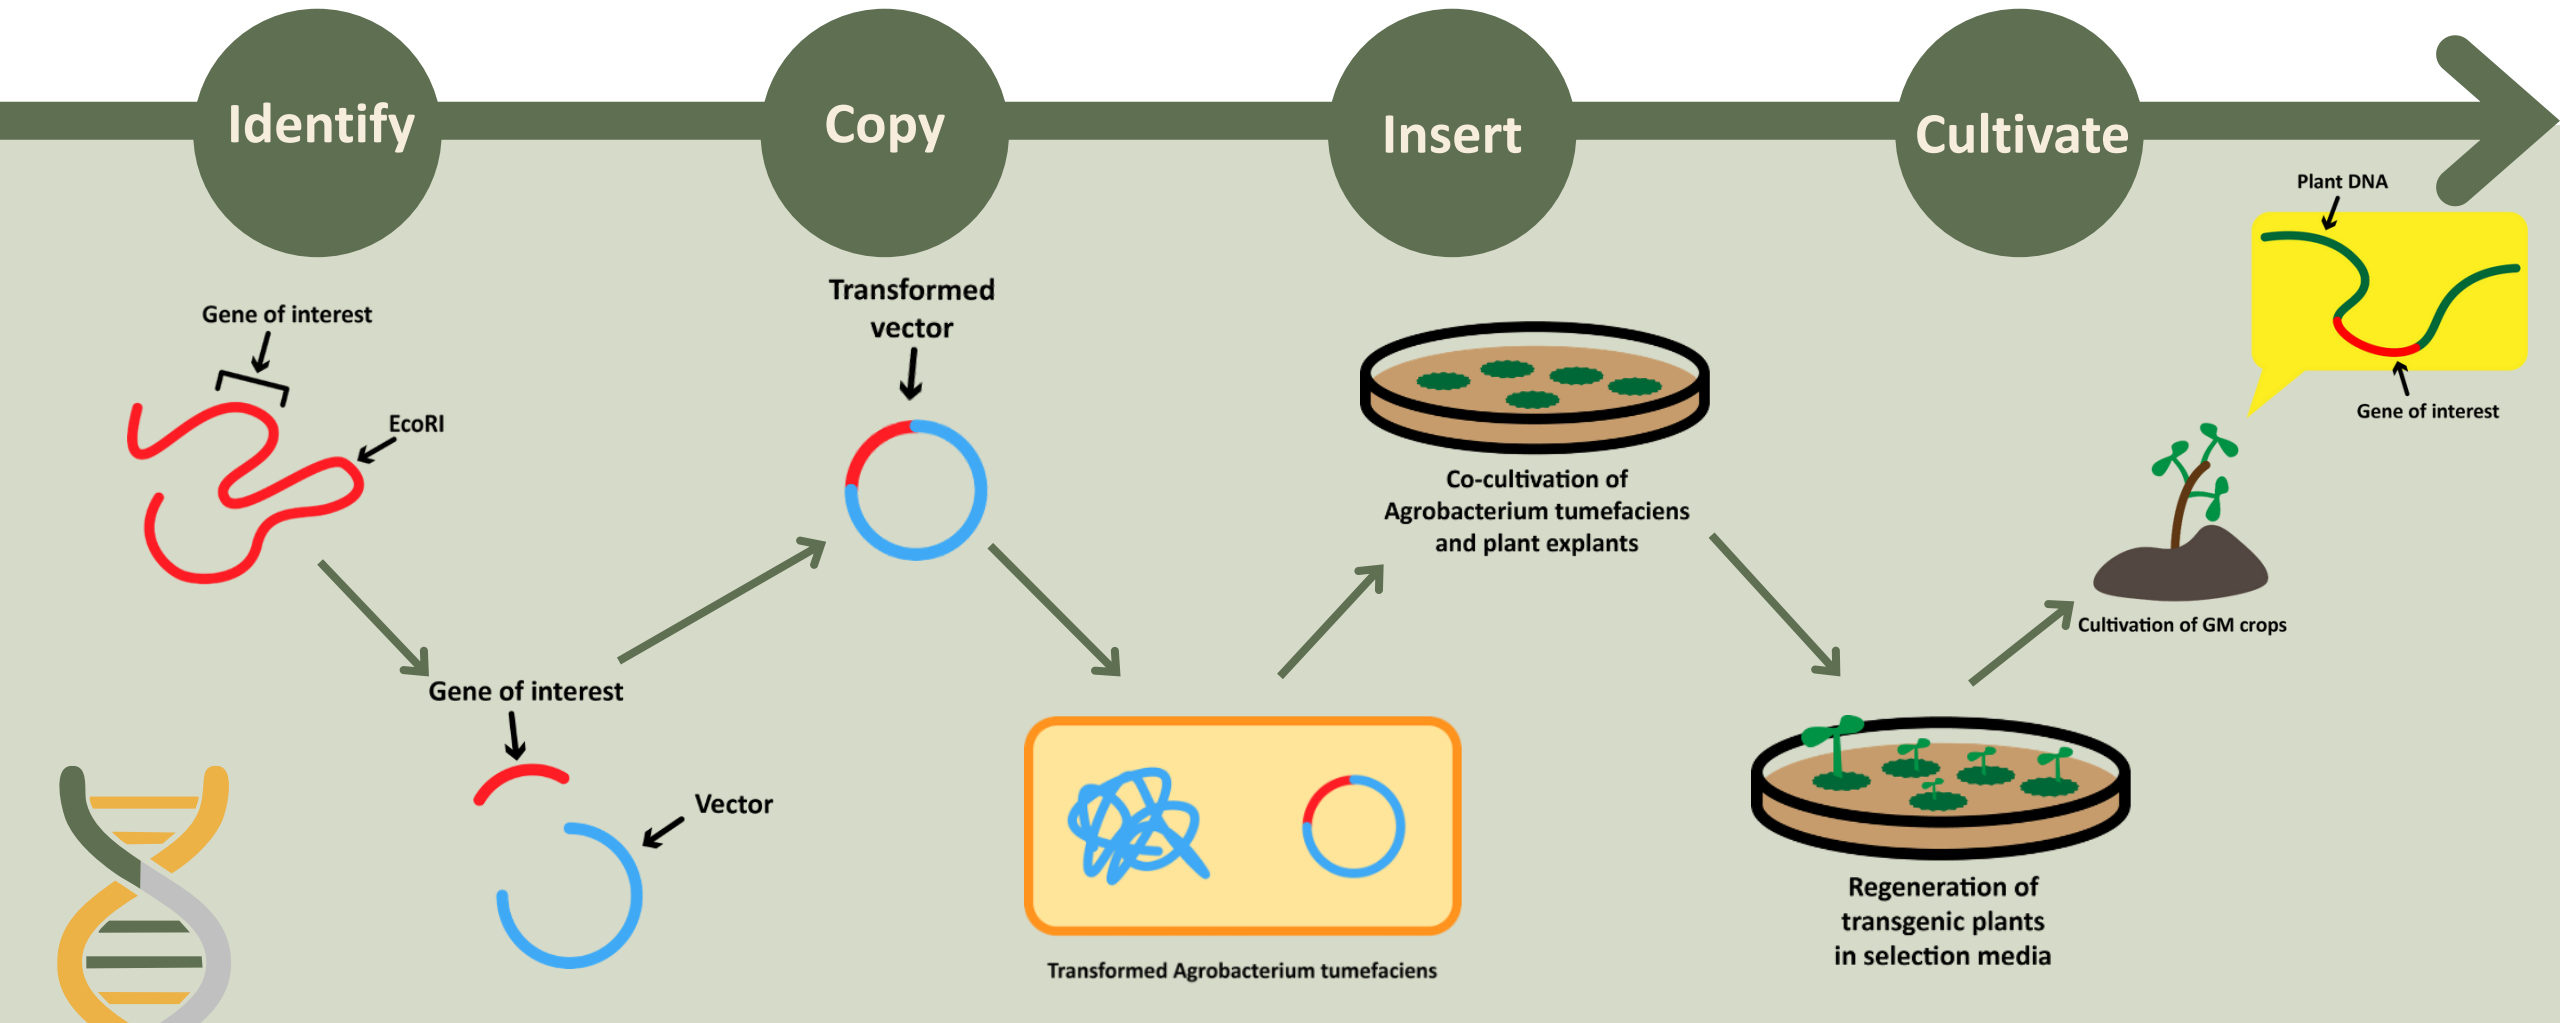 Identify
Copy
Insert
Cultivate
Gene of interest
EcoRI
Gene of interest
Vector
Transformed
vector
Transformed Agrobacterium tumefaciens
Co-cultivation of
Agrobacterium tumefaciens
and plant explants
Regeneration of
transgenic plants
in selection media
Cultivation of GM crops
Plant DNA
Gene of interest